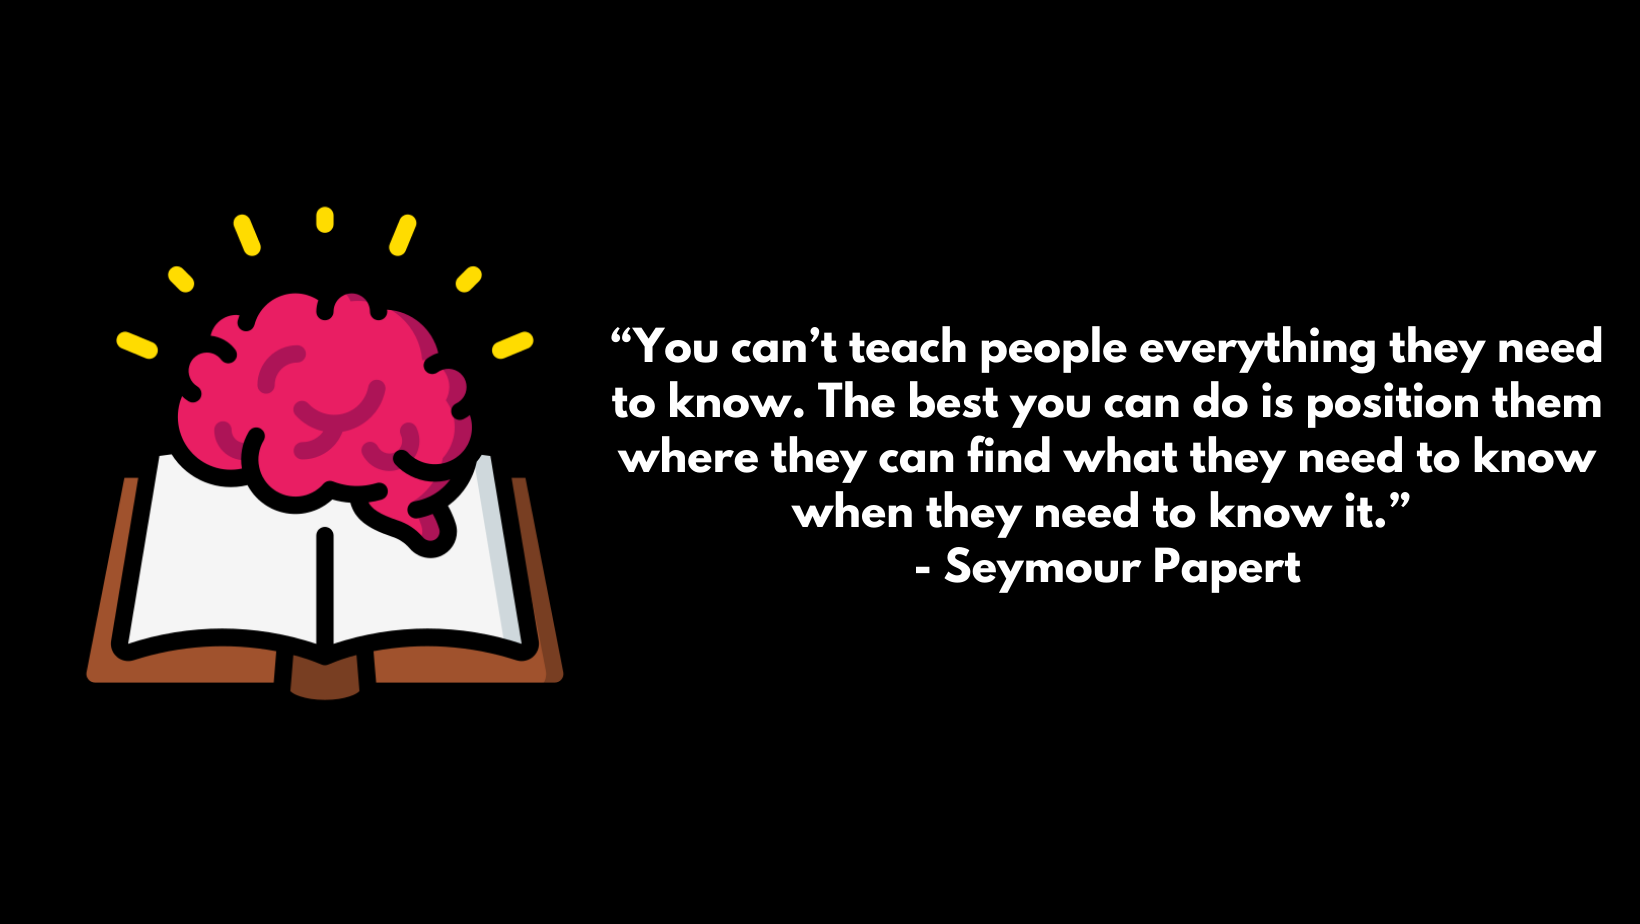 “You can’t teach people everything they need
to know. The best you can do is position them
where they can find what they need to know
when they need to know it.”
- Seymour Papert